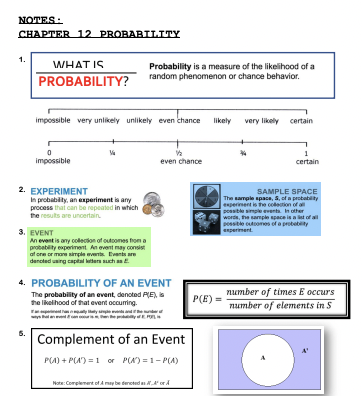 NOTES:
CHAPTER 12 PROBABILITY
1.
WHAT IS
PROBABILITY?
Probability is a measure of the likelihood of a
random phenomenon or chance behavior.
impossible very unlikely unlikely even chance likely very likely certain
0 ¼ ½ ¾ 1
impossible even chance certain
2. EXPERIMENT
In probability, an experiment is any
process that can be repeated in which
the results are uncertain.
SAMPLE SPACE
The sample space, S, of a probability
experiment is the collection of all
possible simple events. In other
words, the sample space is a list of all
possible outcomes of a probability
experiment.
3. EVENT
An event is any collection of outcomes from a
probability experiment. An event may consist
of one or more simple events. Events are
denoted using capital letters such as E.
4. PROBABILITY OF AN EVENT
The probability of an event, denoted P(E), is
the likelihood of that event occurring.
If an experiment has n equally likely simple events and if the number of
ways that an event E can occur is m, then the probability of E, P(E), is
P(E) = number of times E occurs
number of elements in S
5.
Complement of an Event
P(A) + P(A') = 1 or P(A') = 1 − P(A)
Note: Complement of A may be denoted as A', Aᶜ or Ā
A A'